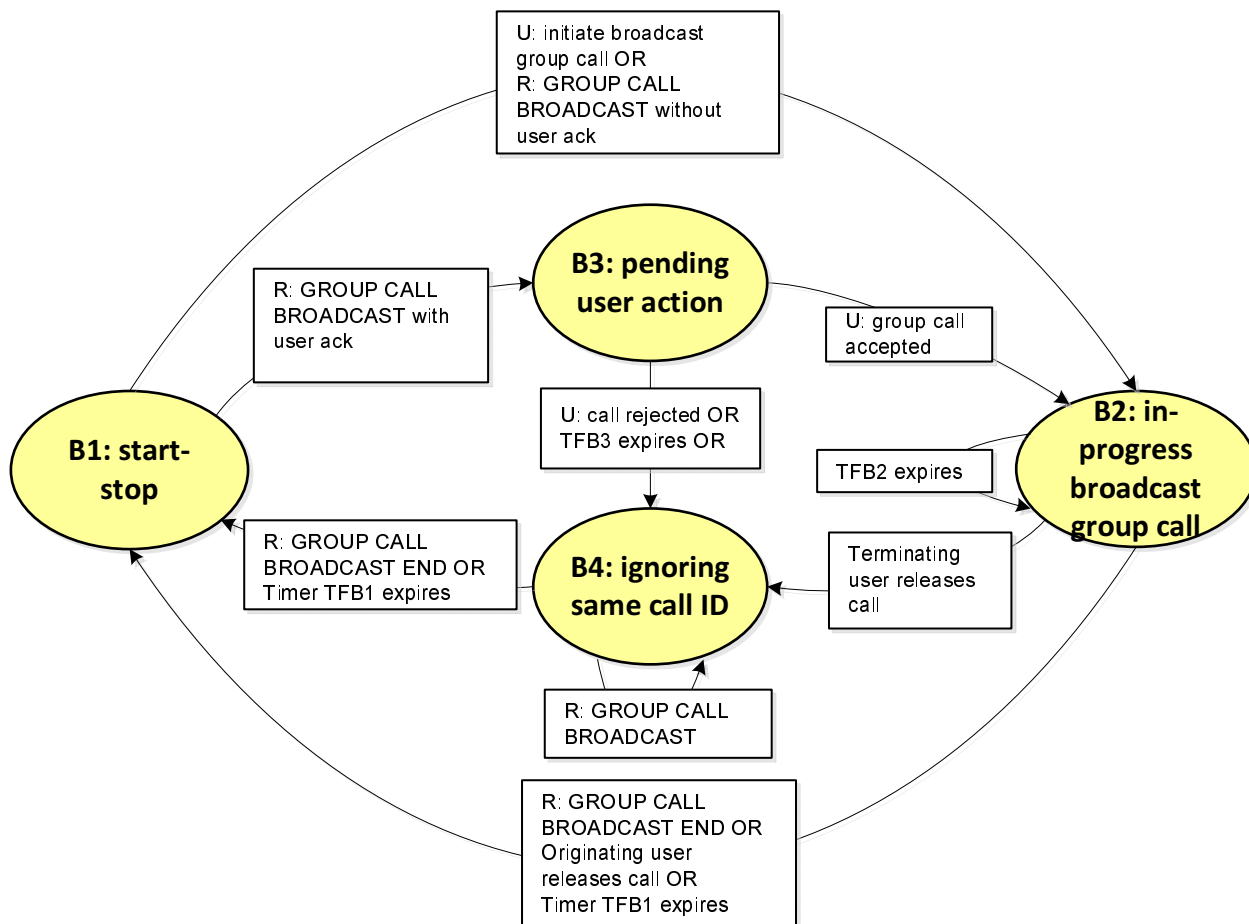 U: initiate broadcast
group call OR
R: GROUP CALL
BROADCAST without
user ack
B3: pending
user action
R: GROUP CALL
BROADCAST with
user ack
U: group call
accepted
B1: start-
stop
U: call rejected OR
TFB3 expires OR
B2: in-
progress
broadcast
group call
TFB2 expires
R: GROUP CALL
BROADCAST END OR
Timer TFB1 expires
B4: ignoring
same call ID
Terminating
user releases
call
R: GROUP CALL
BROADCAST
R: GROUP CALL
BROADCAST END OR
Originating user
releases call OR
Timer TFB1 expires